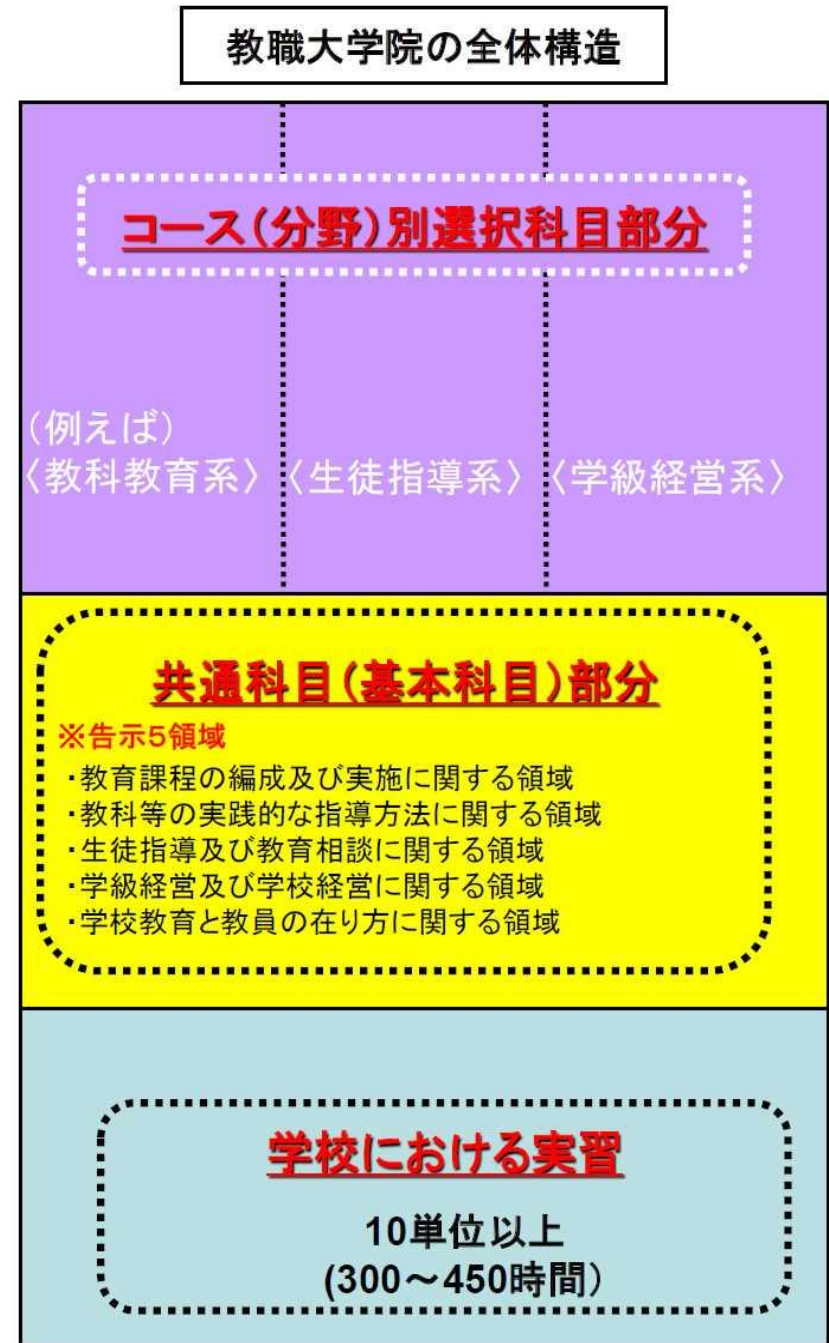 教職大学院の全体構造
コース（分野）別選択科目部分
（例えば）
〈教科教育系〉〈生徒指導系〉〈学級経営系〉
共通科目（基本科目）部分
※告示５領域
・教育課程の編成及び実施に関する領域
・教科等の実践的な指導方法に関する領域
・生徒指導及び教育相談に関する領域
・学級経営及び学校経営に関する領域
・学校教育と教員の在り方に関する領域
学校における実習
10単位以上
(300～450時間）